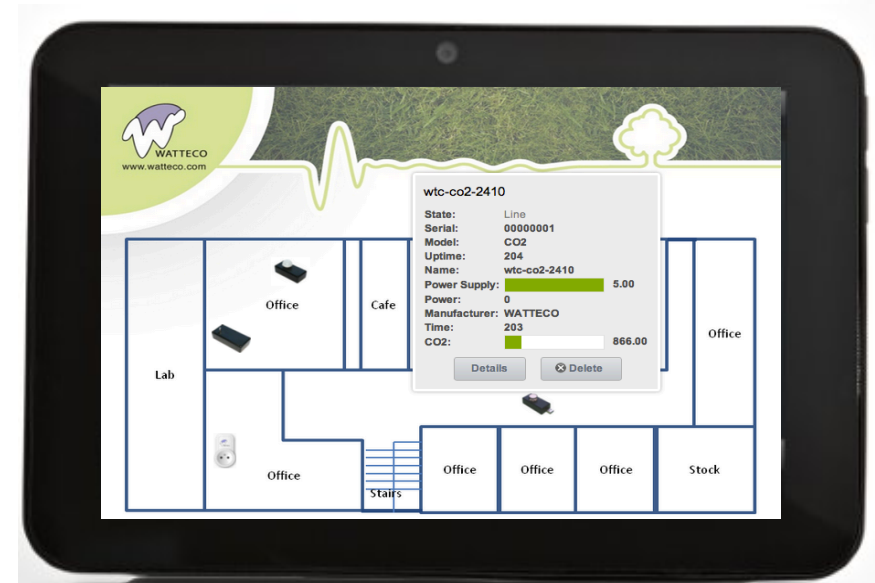 WATTECO
www.watteco.com
wtc-co2-2410
State: Line
Serial: 00000001
Model: CO2
Uptime: 204
Name: wtc-co2-2410
Power Supply: 5.00
Power: 0
Manufacturer: WATTECO
Time: 203
CO2: 866.00
Details
Delete
Office
Cafe
Office
Lab
Office
Stairs
Office
Office
Office
Stock